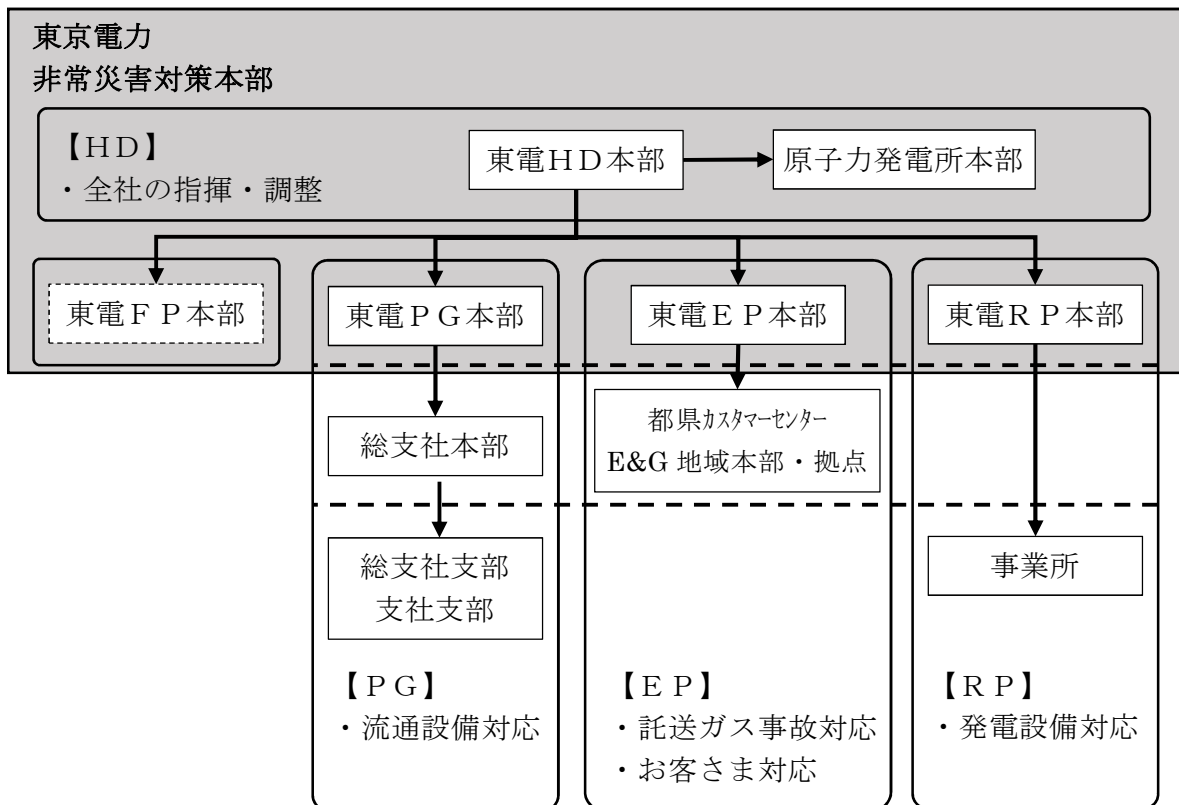 東京電力
非常災害対策本部
【ＨＤ】
・全社の指揮・調整
東電ＨＤ本部
原子力発電所本部
東電ＦＰ本部
東電ＰＧ本部
東電ＥＰ本部
東電ＲＰ本部
総支社本部
都県ｶｽﾀﾏｰｾﾝﾀｰ
E&G 地域本部・拠点
総支社支部
支社支部
事業所
【ＰＧ】
・流通設備対応
【ＥＰ】
・託送ガス事故対応
・お客さま対応
【ＲＰ】
・発電設備対応